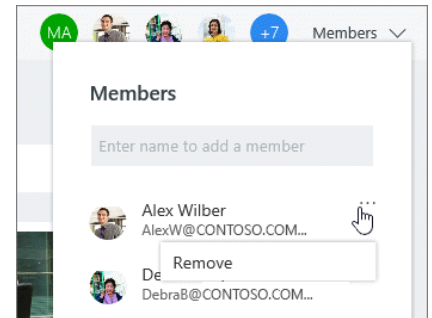 MA +7 Members
Members
Enter name to add a member
Alex Wilber
AlexW@CONTOSO.COM...
Remove
DebraB@CONTOSO.COM...